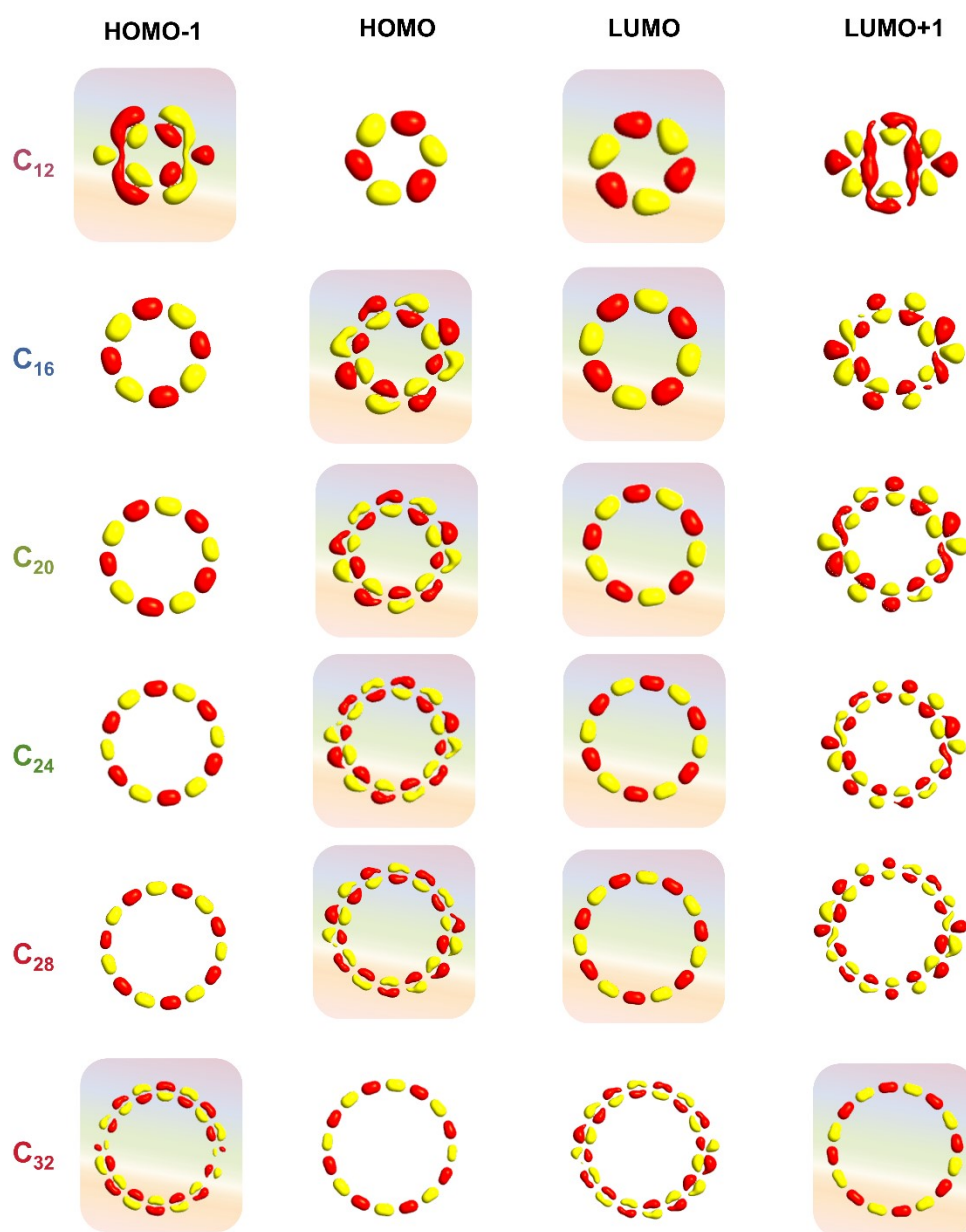 HOMO-1 HOMO LUMO LUMO+1
C₁₂
C₁₆
C₂₀
C₂₄
C₂₈
C₃₂